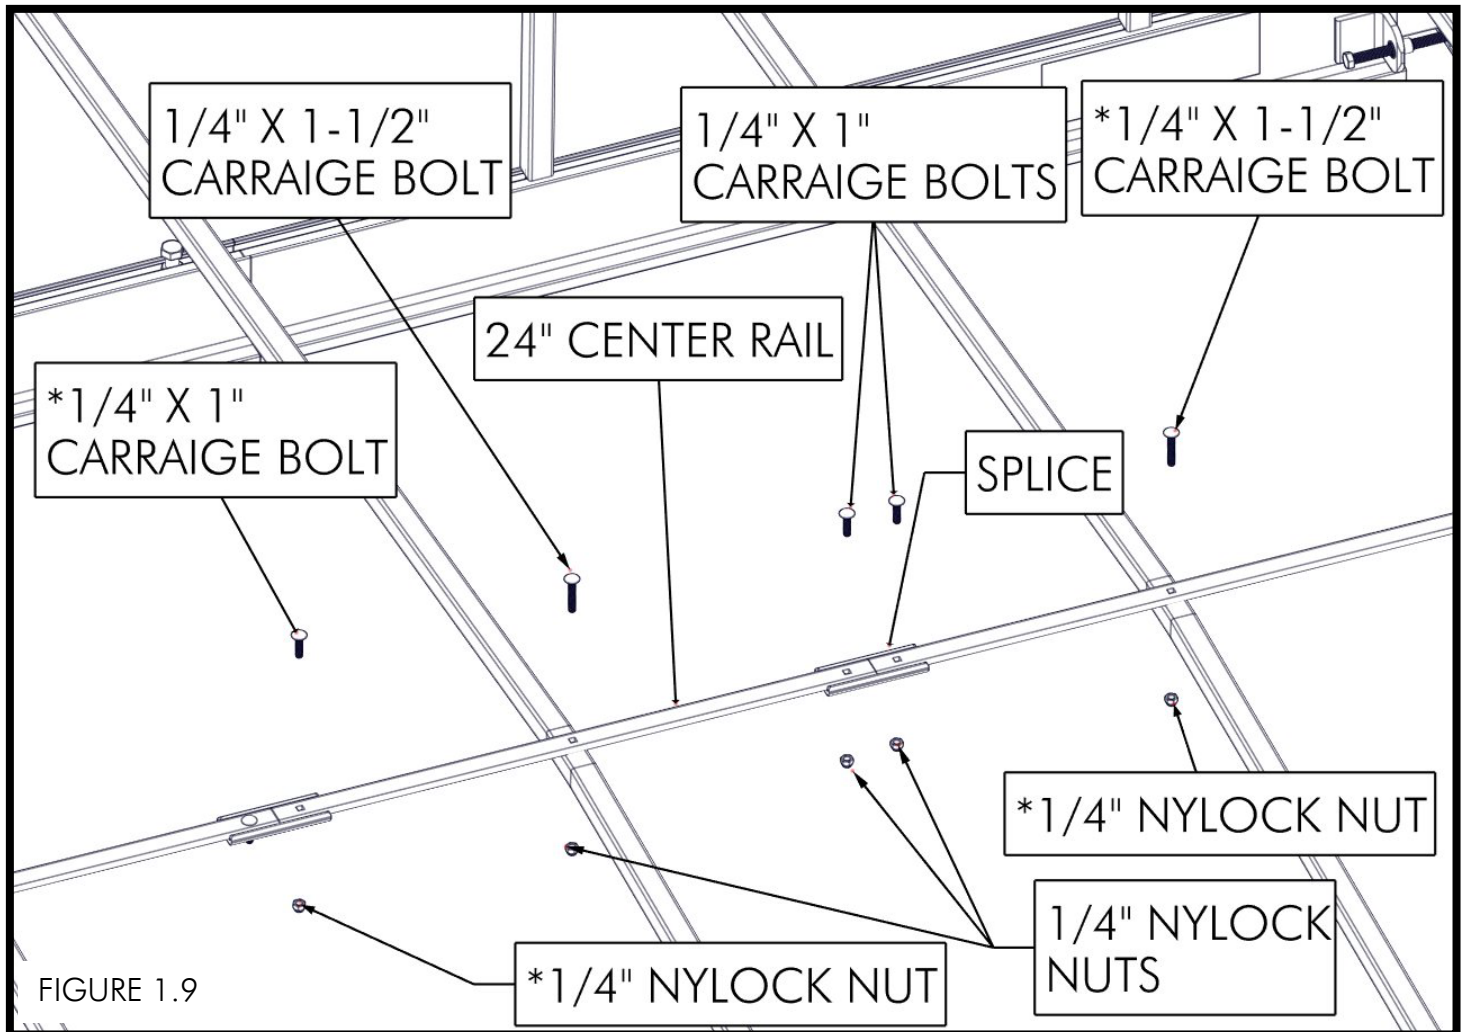 1/4" X 1-1/2"
CARRAIGE BOLT
1/4" X 1"
CARRAIGE BOLTS
*1/4" X 1-1/2"
CARRAIGE BOLT
24" CENTER RAIL
*1/4" X 1"
CARRAIGE BOLT
SPLICE
*1/4" NYLOCK NUT
1/4" NYLOCK
NUTS
*1/4" NYLOCK NUT
FIGURE 1.9